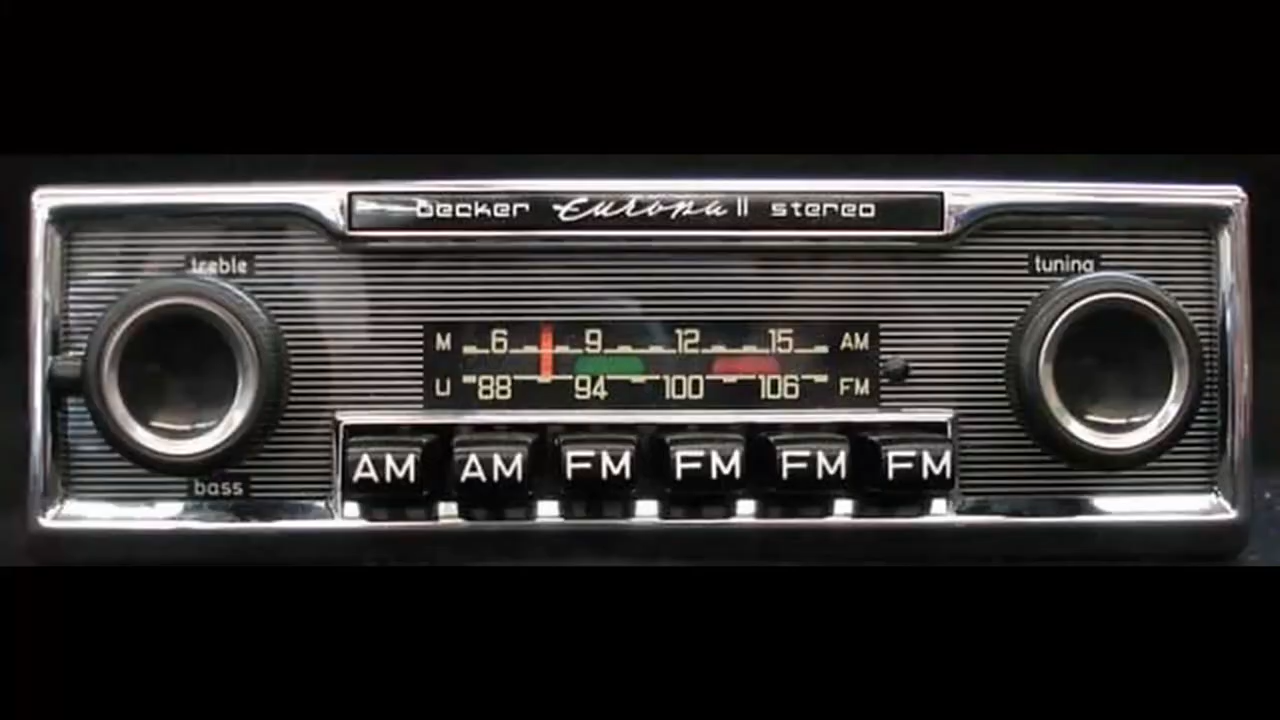 becker Europa II stereo
treble
tuning
M 6 9 12 15 AM
U 88 94 100 106 FM
AM AM FM FM FM FM
bass